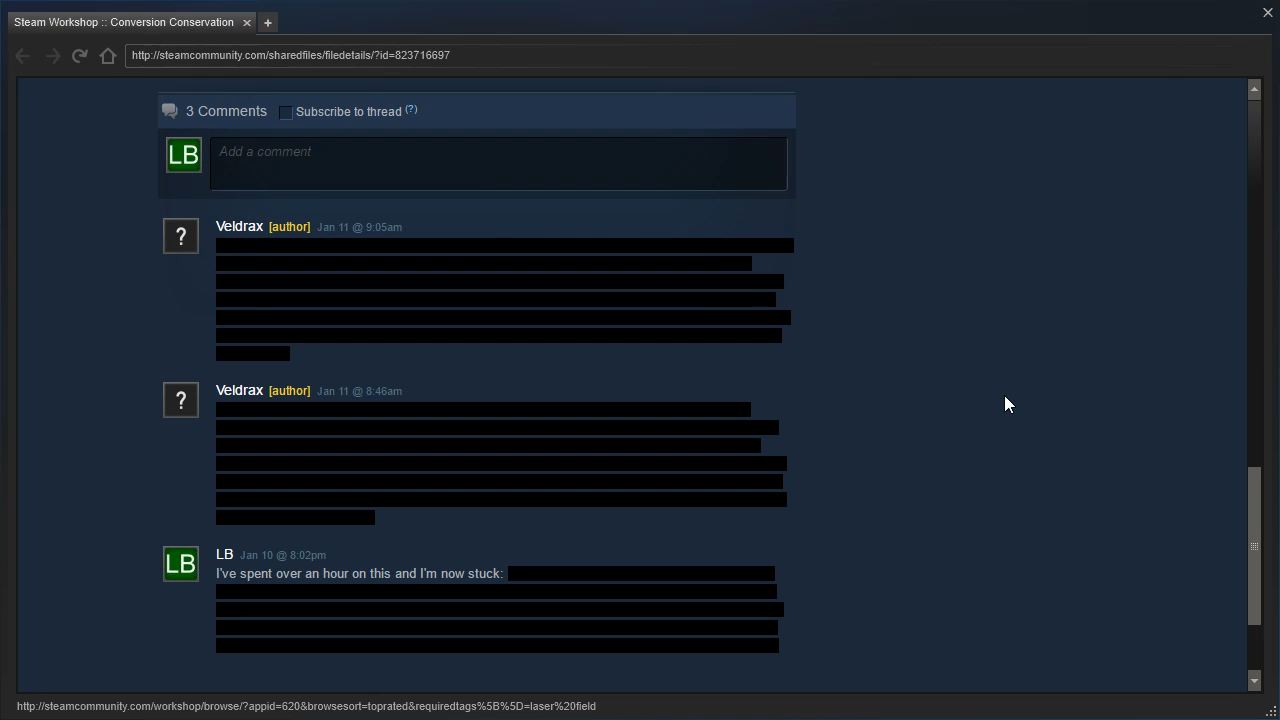 Steam Workshop :: Conversion Conservation
http://steamcommunity.com/sharedfiles/filedetails/?id=823716697
3 Comments Subscribe to thread (?)
LB Add a comment
? Veldrax [author] Jan 11 @ 9:05am
? Veldrax [author] Jan 11 @ 8:46am
LB LB Jan 10 @ 8:02pm
I've spent over an hour on this and I'm now stuck:
http://steamcommunity.com/workshop/browse/?appid=620&browsesort=toprated&requiredtags%5B%5D=laser%20field